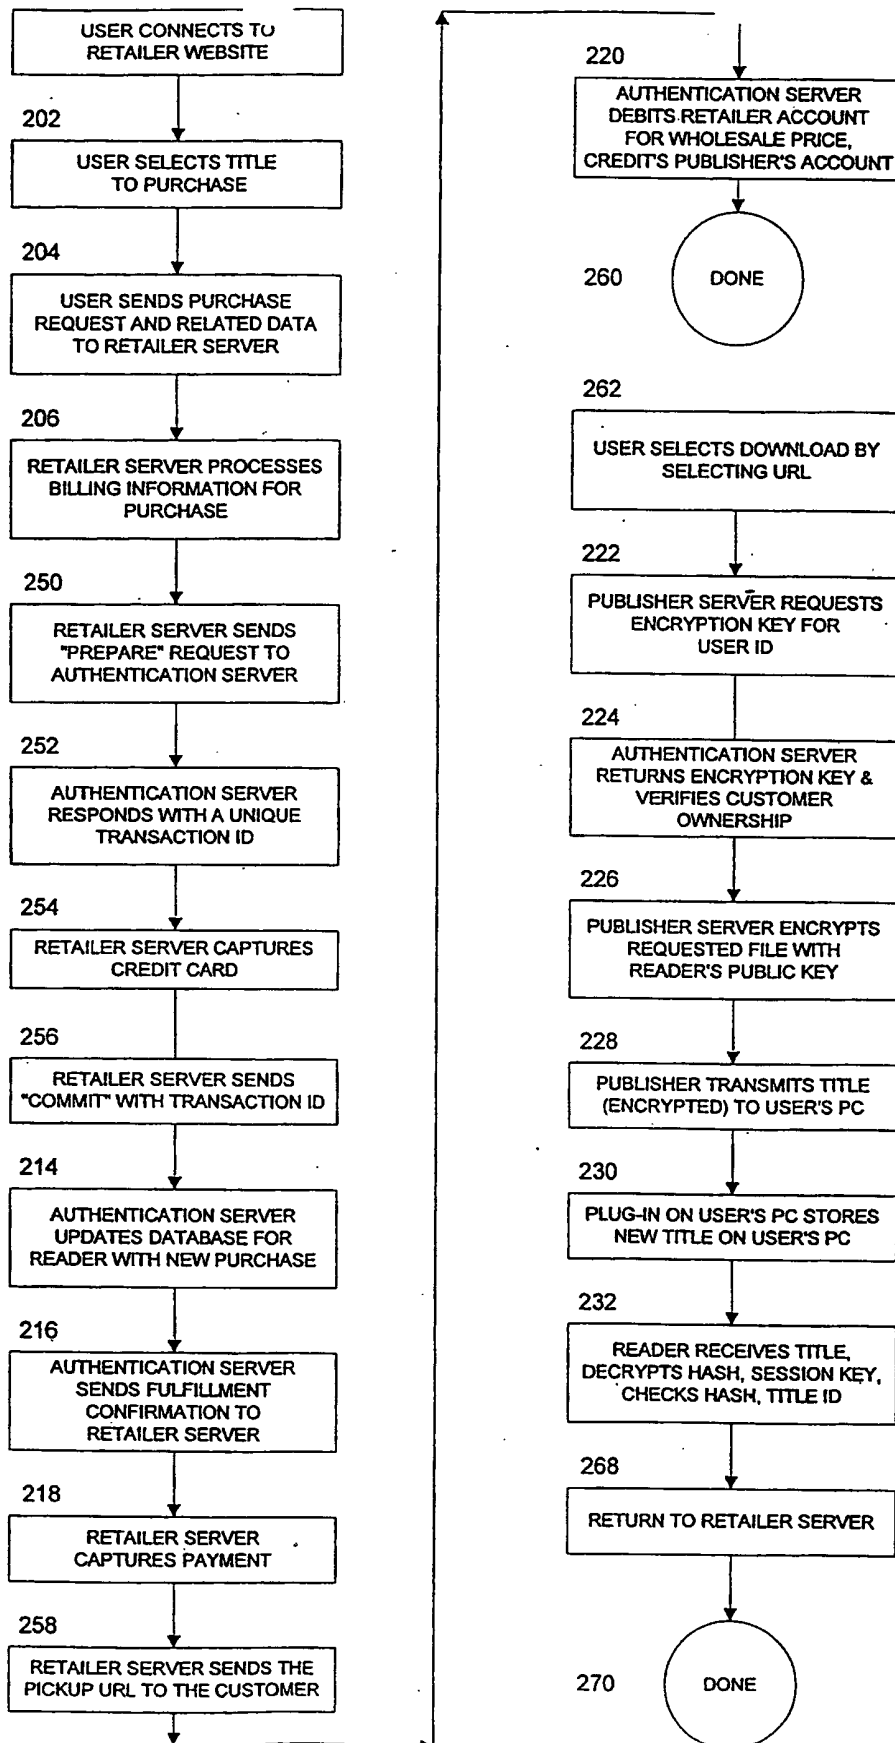 USER CONNECTS TO
RETAILER WEBSITE
202
USER SELECTS TITLE
TO PURCHASE
204
USER SENDS PURCHASE
REQUEST AND RELATED DATA
TO RETAILER SERVER
206
RETAILER SERVER PROCESSES
BILLING INFORMATION FOR
PURCHASE
250
RETAILER SERVER SENDS
"PREPARE" REQUEST TO
AUTHENTICATION SERVER
252
AUTHENTICATION SERVER
RESPONDS WITH A UNIQUE
TRANSACTION ID
254
RETAILER SERVER CAPTURES
CREDIT CARD
256
RETAILER SERVER SENDS
"COMMIT" WITH TRANSACTION ID
214
AUTHENTICATION SERVER
UPDATES DATABASE FOR
READER WITH NEW PURCHASE
216
AUTHENTICATION SERVER
SENDS FULFILLMENT
CONFIRMATION TO
RETAILER SERVER
218
RETAILER SERVER
CAPTURES PAYMENT
258
RETAILER SERVER SENDS THE
PICKUP URL TO THE CUSTOMER
220
AUTHENTICATION SERVER
DEBITS RETAILER ACCOUNT
FOR WHOLESALE PRICE,
CREDIT'S PUBLISHER'S ACCOUNT
260
DONE
262
USER SELECTS DOWNLOAD BY
SELECTING URL
222
PUBLISHER SERVER REQUESTS
ENCRYPTION KEY FOR
USER ID
224
AUTHENTICATION SERVER
RETURNS ENCRYPTION KEY &
VERIFIES CUSTOMER
OWNERSHIP
226
PUBLISHER SERVER ENCRYPTS
REQUESTED FILE WITH
READER'S PUBLIC KEY
228
PUBLISHER TRANSMITS TITLE
(ENCRYPTED) TO USER'S PC
230
PLUG-IN ON USER'S PC STORES
NEW TITLE ON USER'S PC
232
READER RECEIVES TITLE,
DECRYPTS HASH, SESSION KEY,
CHECKS HASH, TITLE ID
268
RETURN TO RETAILER SERVER
270
DONE